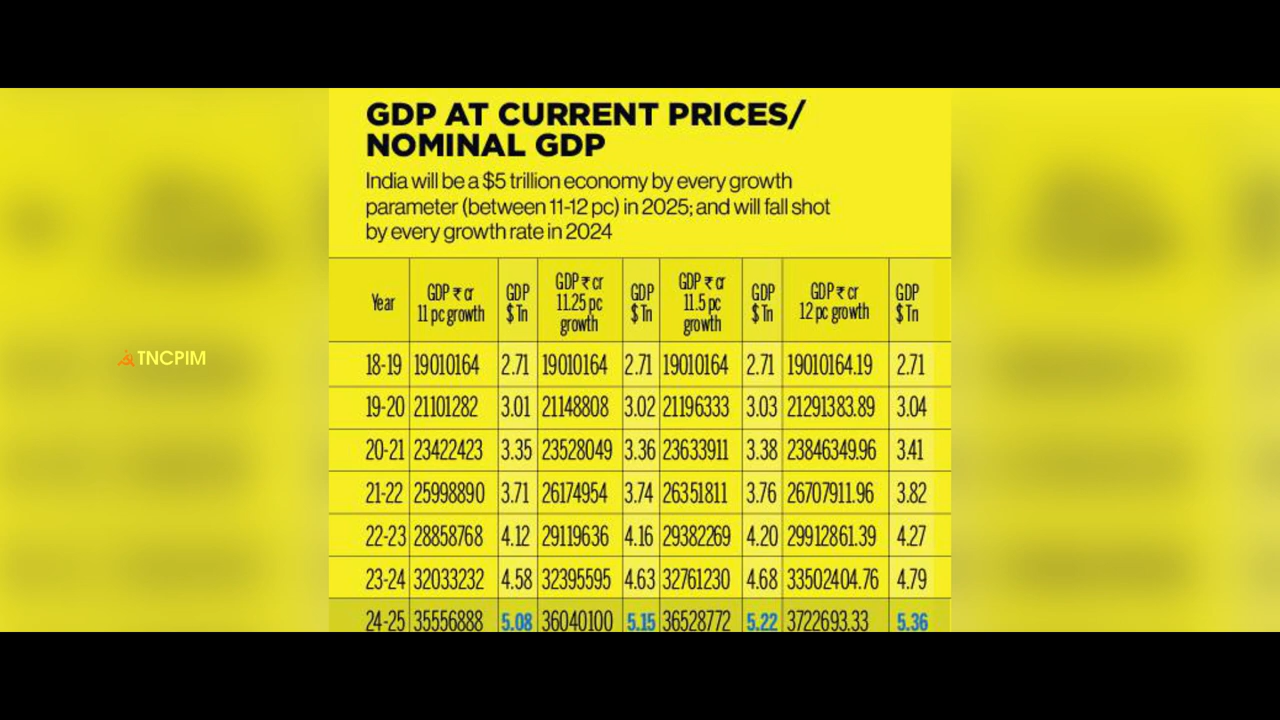 GDP AT CURRENT PRICES/
NOMINAL GDP
India will be a $5 trillion economy by every growth
parameter (between 11-12 pc) in 2025; and will fall shot
by every growth rate in 2024
Year GDP ₹ cr 11 pc growth GDP $ Tn GDP ₹ cr 11.25 pc growth GDP $ Tn GDP ₹ cr 11.5 pc growth GDP $ Tn GDP ₹ cr 12 pc growth GDP $ Tn
18-19 19010164 2.71 19010164 2.71 19010164 2.71 19010164.19 2.71
19-20 21101282 3.01 21148808 3.02 21196333 3.03 21291383.89 3.04
20-21 23422423 3.35 23528049 3.36 23633911 3.38 23846349.96 3.41
21-22 25998890 3.71 26174954 3.74 26351811 3.76 26707911.96 3.82
22-23 28858768 4.12 29119636 4.16 29382269 4.20 29912861.39 4.27
23-24 32033232 4.58 32395595 4.63 32761230 4.68 33502404.76 4.79
24-25 35556888 5.08 36040100 5.15 36528772 5.22 3722693.33 5.36
TNCPIM